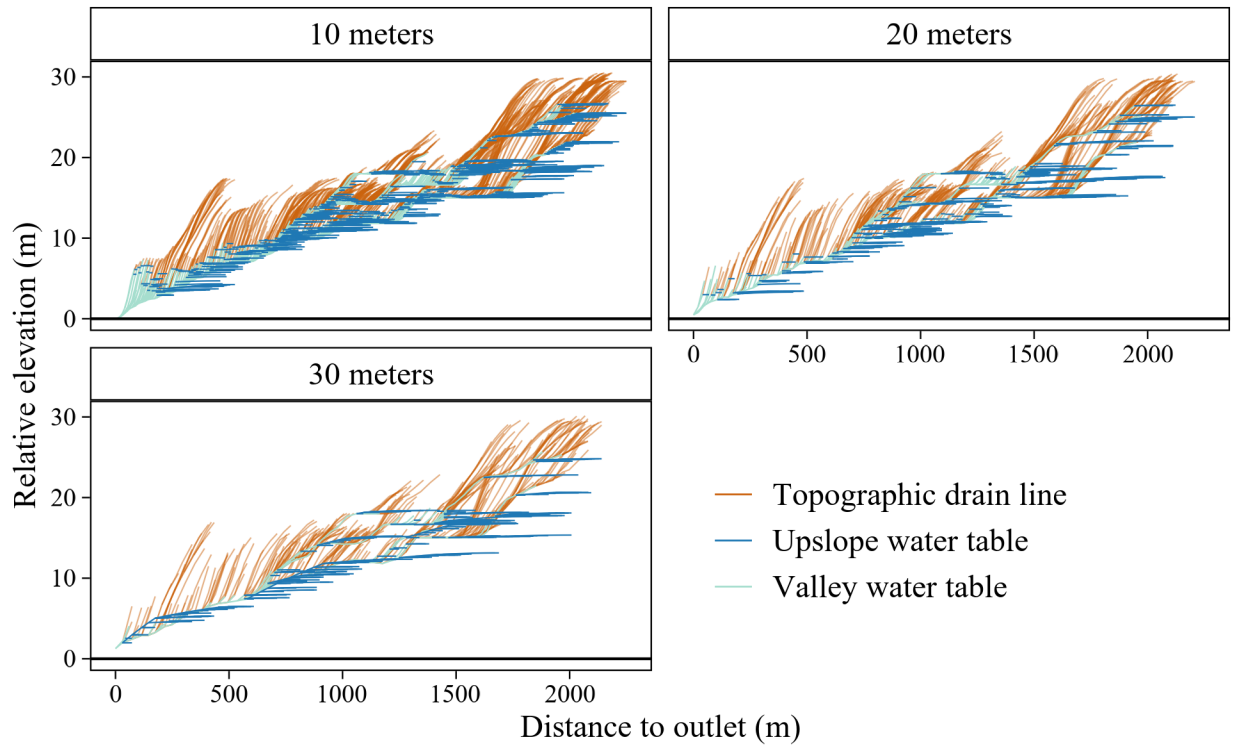 10 meters
20 meters
30
20
10
0
0 500 1000 1500 2000
30 meters
30
20
10
0
0 500 1000 1500 2000
Relative elevation (m)
Distance to outlet (m)
Topographic drain line
Upslope water table
Valley water table